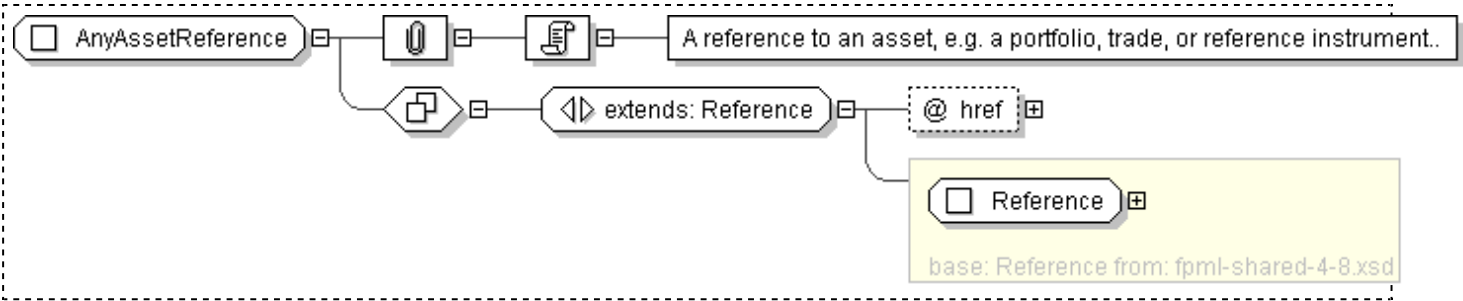 AnyAssetReference
A reference to an asset, e.g. a portfolio, trade, or reference instrument..
extends: Reference
@ href
Reference
base: Reference from: fpml-shared-4-8.xsd